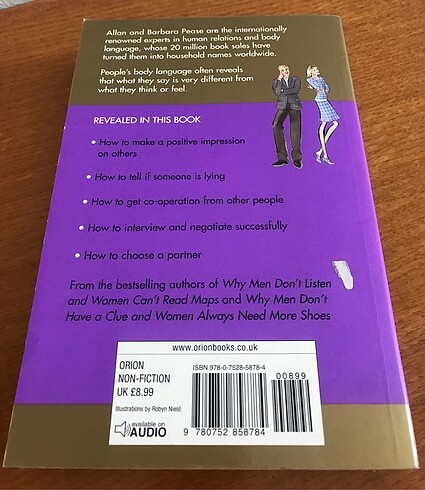 Allan and Barbara Pease are the internationally
renowned experts in human relations and body
language, whose 20 million book sales have
turned them into household names worldwide.
People's body language often reveals
that what they say is very different from
what they think or feel.
REVEALED IN THIS BOOK
• How to make a positive impression
on others
• How to tell if someone is lying
• How to get co-operation from other people
• How to interview and negotiate successfully
• How to choose a partner
From the bestselling authors of Why Men Don't Listen
and Women Can't Read Maps and Why Men Don't
Have a Clue and Women Always Need More Shoes
www.orionbooks.co.uk
ORION
NON-FICTION
UK £8.99
Illustrations by Robyn Nield
available on
AUDIO
ISBN 978-0-7528-5878-4
00899
9 780752 858784